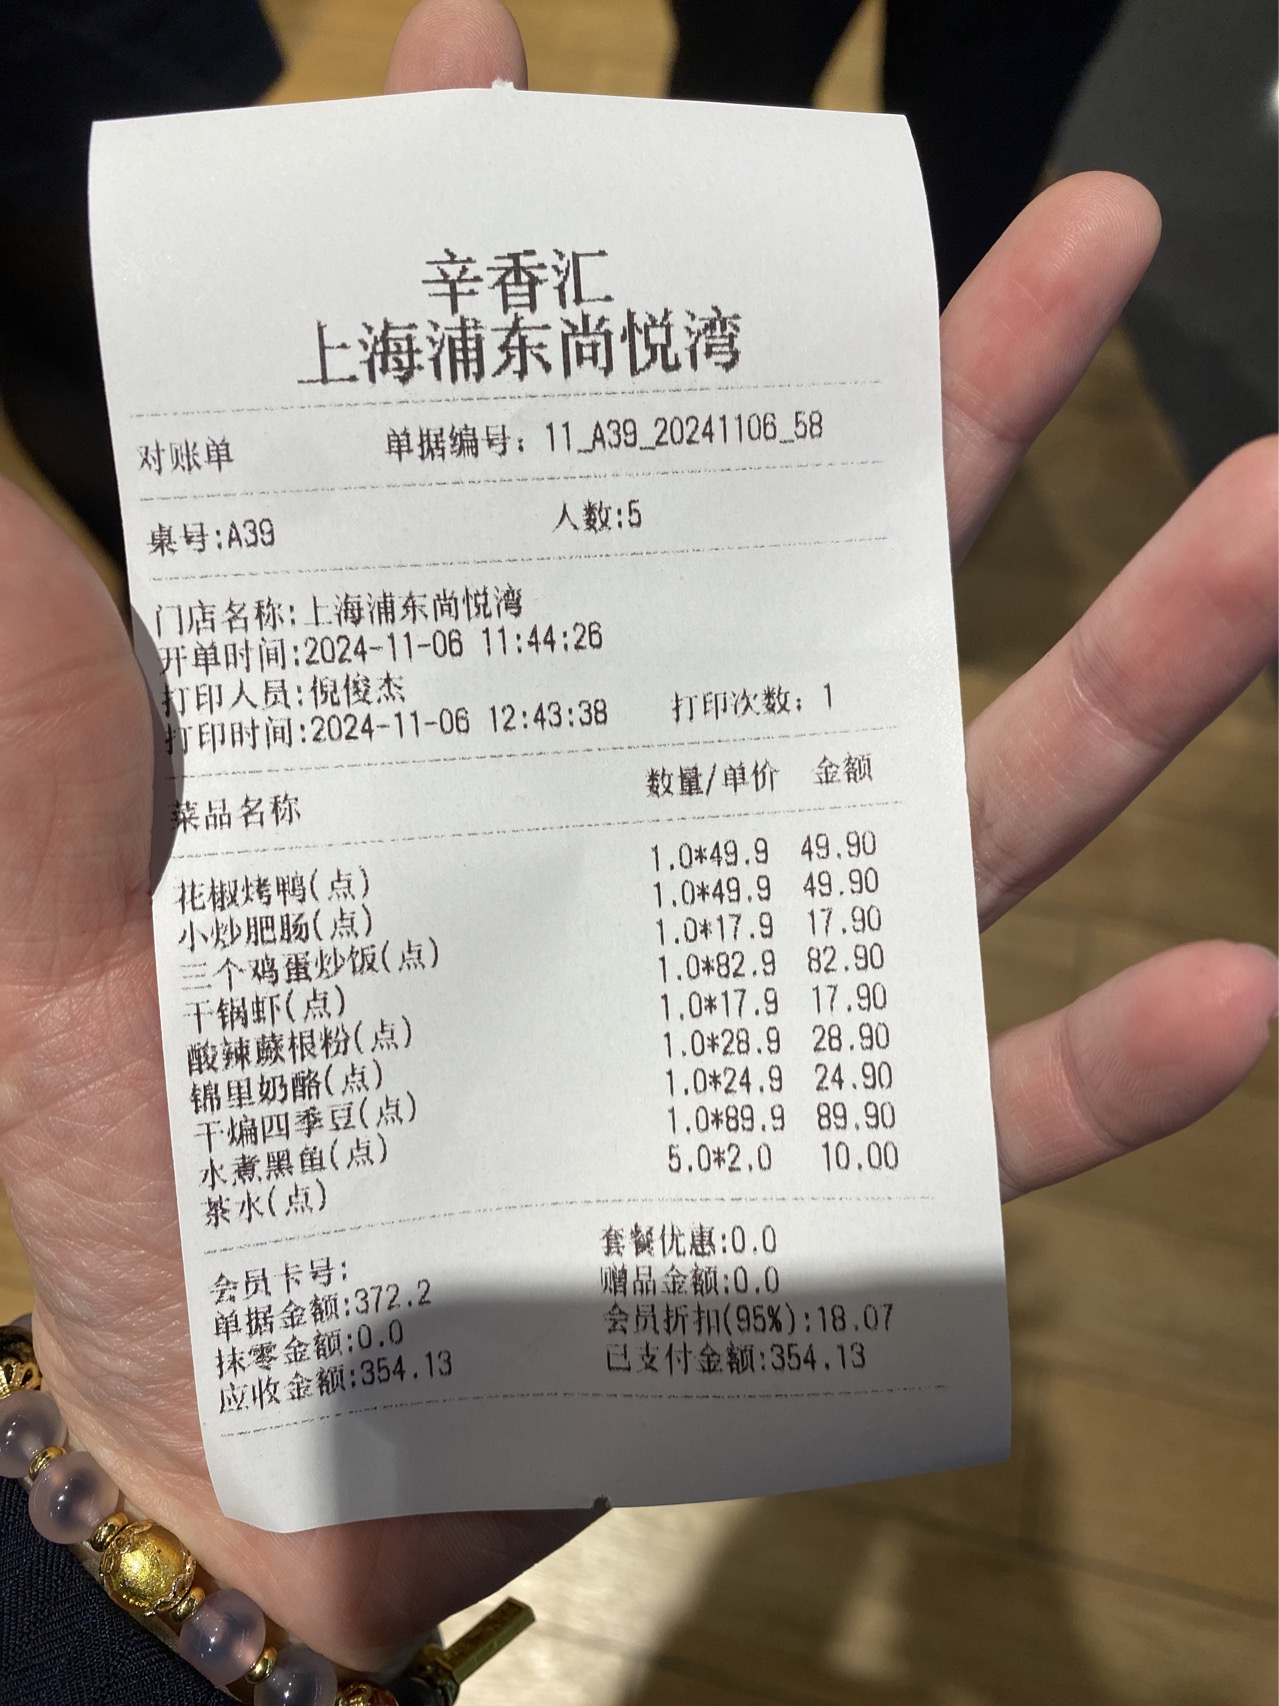 辛香汇
上海浦东尚悦湾
对账单 单据编号：11_A39_20241106_58
桌号:A39 人数:5
门店名称:上海浦东尚悦湾
开单时间:2024-11-06 11:44:26
打印人员:倪俊杰
打印时间:2024-11-06 12:43:38 打印次数：1
菜品名称 数量/单价 金额
花椒烤鸭(点) 1.0*49.9 49.90
小炒肥肠(点) 1.0*49.9 49.90
三个鸡蛋炒饭(点) 1.0*17.9 17.90
干锅虾(点) 1.0*82.9 82.90
酸辣蕨根粉(点) 1.0*17.9 17.90
锦里奶酪(点) 1.0*28.9 28.90
干煸四季豆(点) 1.0*24.9 24.90
水煮黑鱼(点) 1.0*89.9 89.90
茶水(点) 5.0*2.0 10.00
会员卡号: 套餐优惠:0.0
单据金额:372.2 赠品金额:0.0
抹零金额:0.0 会员折扣(95%):18.07
应收金额:354.13 已支付金额:354.13